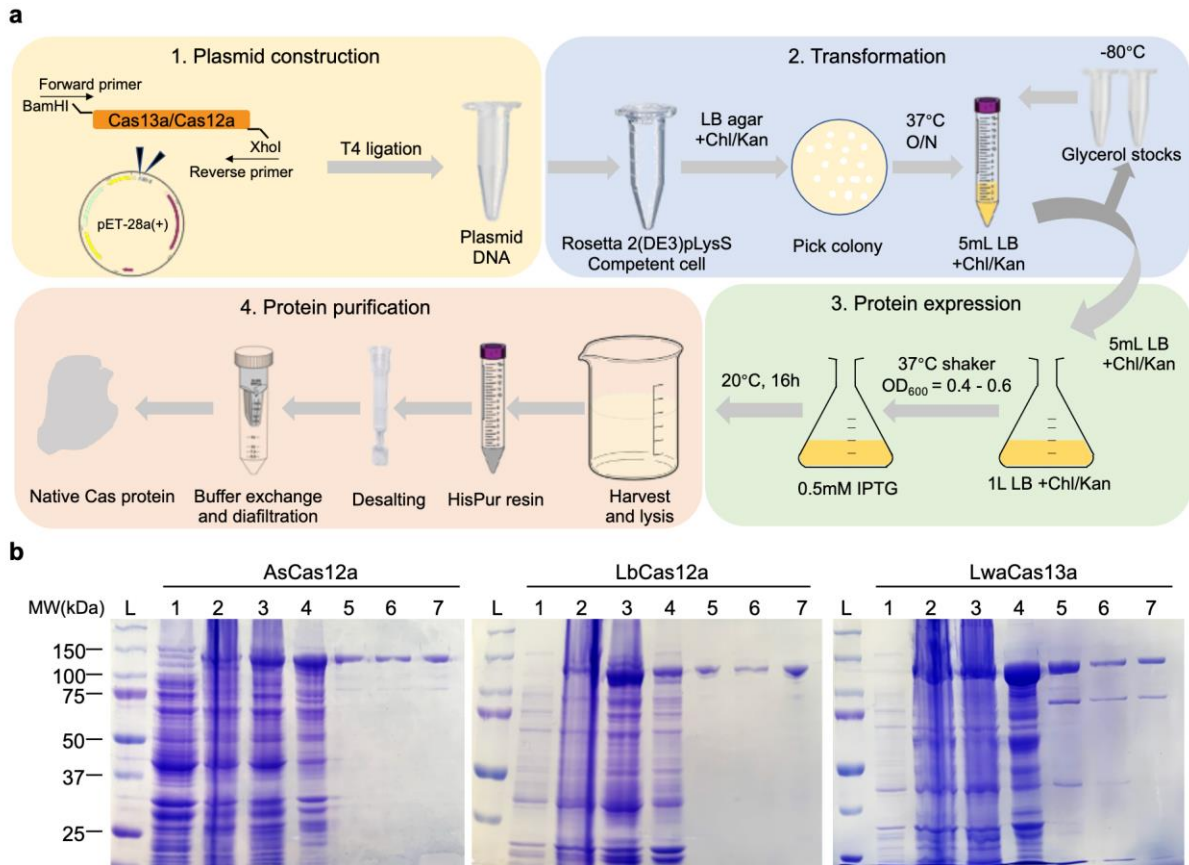 a
1. Plasmid construction
Forward primer
BamHI
Cas13a/Cas12a
XhoI
Reverse primer
pET-28a(+)
T4 ligation
Plasmid
DNA
2. Transformation
-80°C
LB agar
+Chl/Kan
37°C
O/N
Glycerol stocks
Rosetta 2(DE3)pLysS
Competent cell
Pick colony
5mL LB
+Chl/Kan
3. Protein expression
5mL LB
+Chl/Kan
37°C shaker
OD600 = 0.4 - 0.6
20°C, 16h
0.5mM IPTG
1L LB +Chl/Kan
4. Protein purification
Native Cas protein
Buffer exchange
and diafiltration
Desalting
HisPur resin
Harvest
and lysis
b
AsCas12a
LbCas12a
LwaCas13a
MW(kDa) L 1 2 3 4 5 6 7 L 1 2 3 4 5 6 7 L 1 2 3 4 5 6 7
150
100
75
50
37
25